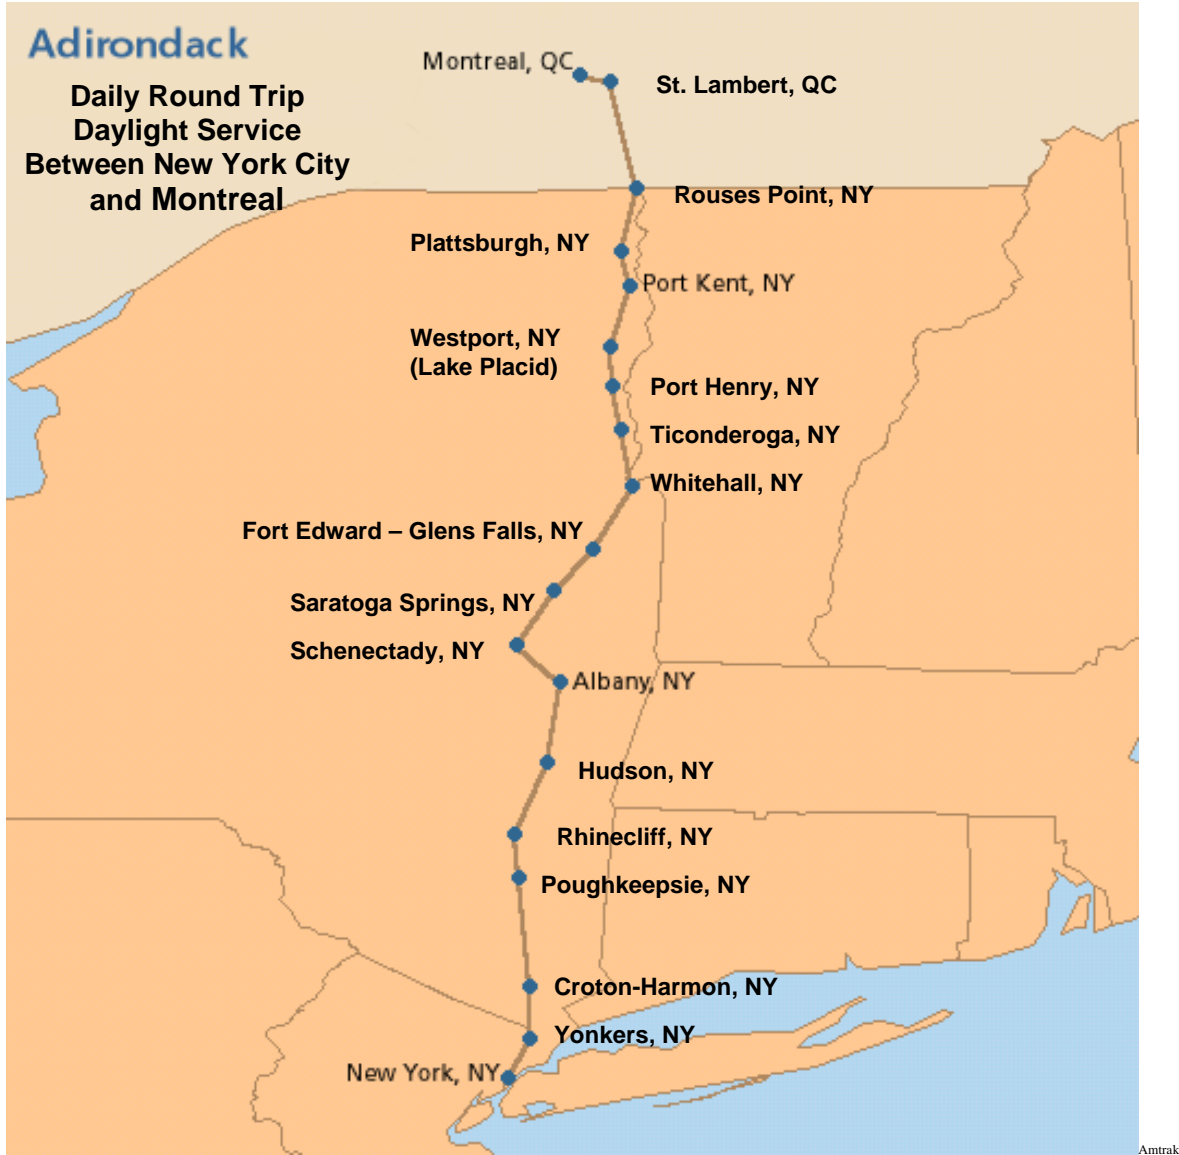 Adirondack
Daily Round Trip
Daylight Service
Between New York City
and Montreal
Montreal, QC
St. Lambert, QC
Rouses Point, NY
Plattsburgh, NY
Port Kent, NY
Westport, NY
(Lake Placid)
Port Henry, NY
Ticonderoga, NY
Whitehall, NY
Fort Edward – Glens Falls, NY
Saratoga Springs, NY
Schenectady, NY
Albany, NY
Hudson, NY
Rhinecliff, NY
Poughkeepsie, NY
Croton-Harmon, NY
Yonkers, NY
New York, NY
Amtrak